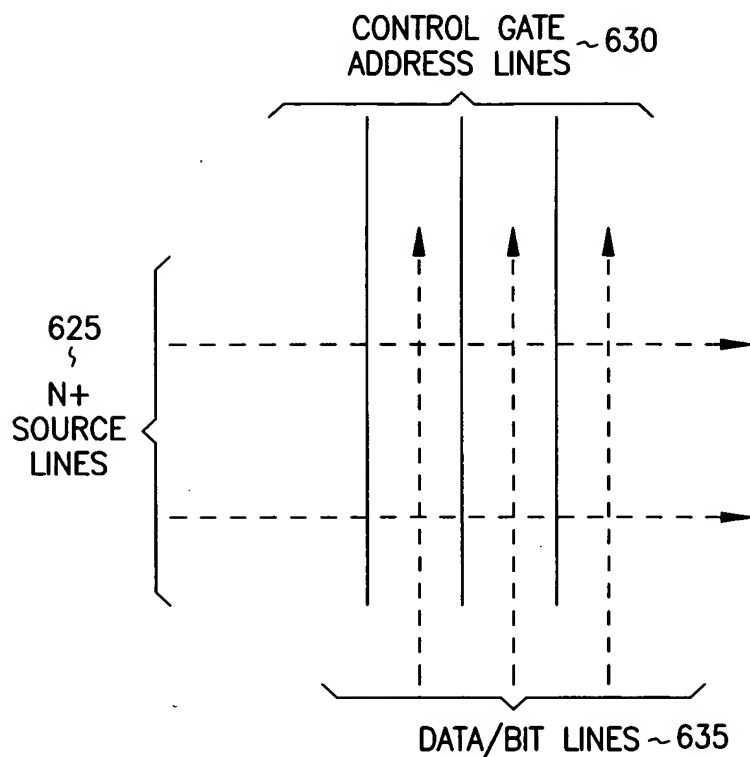 CONTROL GATE
ADDRESS LINES ~630
625
N+
SOURCE
LINES
DATA/BIT LINES ~635